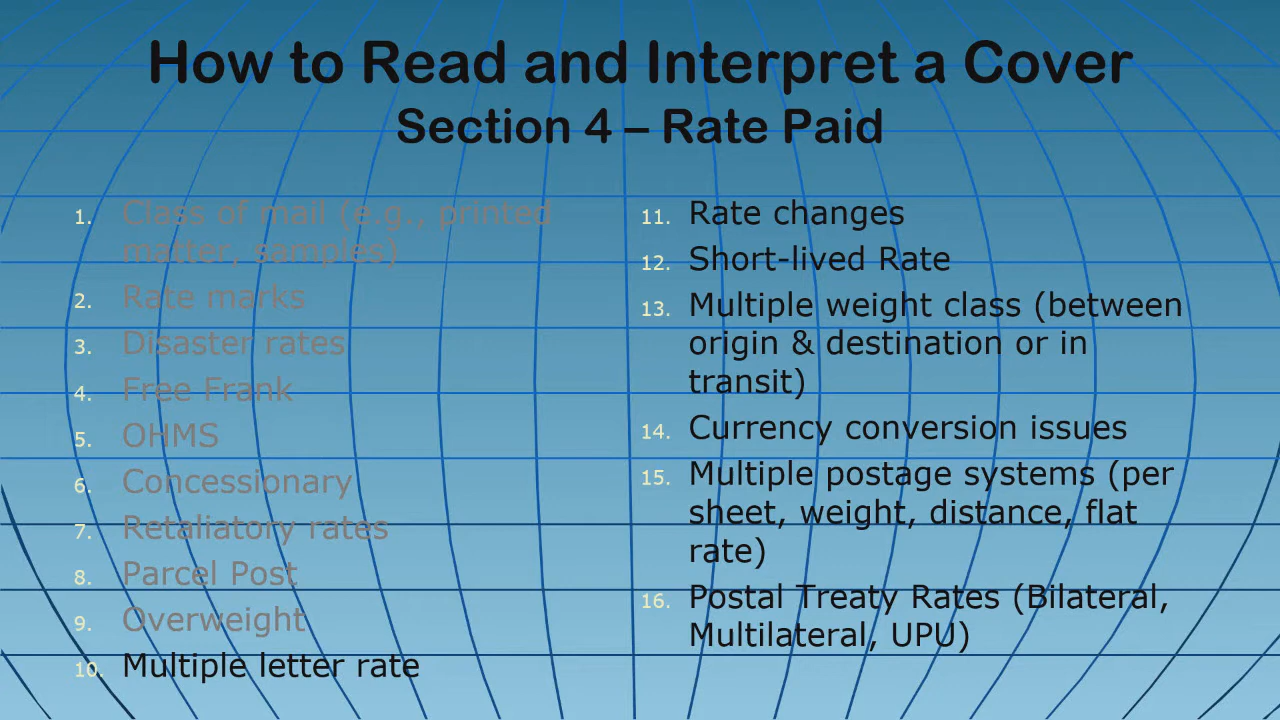 How to Read and Interpret a Cover
Section 4 – Rate Paid
1. Class of mail (e.g., printed
matter, samples)
2. Rate marks
3. Disaster rates
4. Free Frank
5. OHMS
6. Concessionary
7. Retaliatory rates
8. Parcel Post
9. Overweight
10. Multiple letter rate
11. Rate changes
12. Short-lived Rate
13. Multiple weight class (between
origin & destination or in
transit)
14. Currency conversion issues
15. Multiple postage systems (per
sheet, weight, distance, flat
rate)
16. Postal Treaty Rates (Bilateral,
Multilateral, UPU)